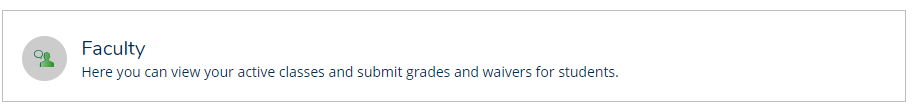 Faculty
Here you can view your active classes and submit grades and waivers for students.